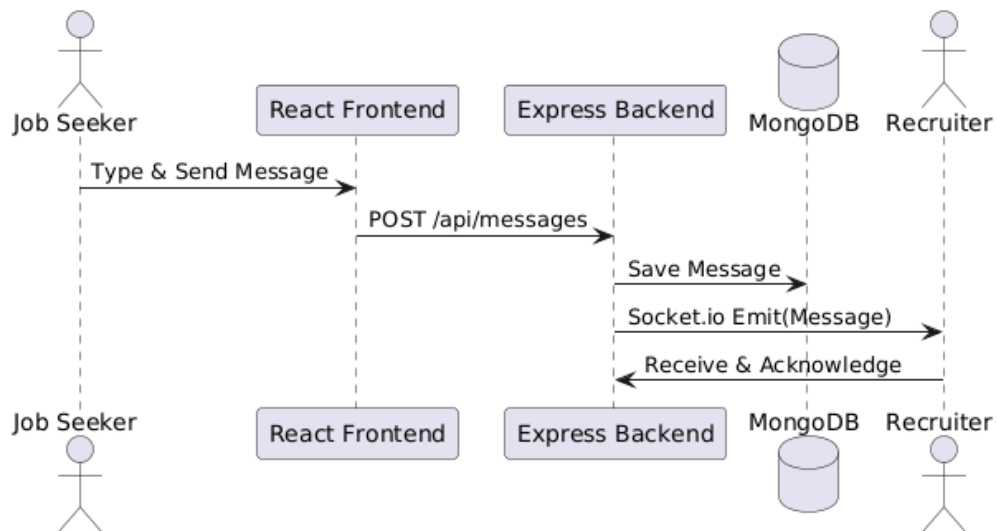 Job Seeker
React Frontend
Express Backend
MongoDB
Recruiter
Type & Send Message
POST /api/messages
Save Message
Socket.io Emit(Message)
Receive & Acknowledge
Job Seeker
React Frontend
Express Backend
MongoDB
Recruiter